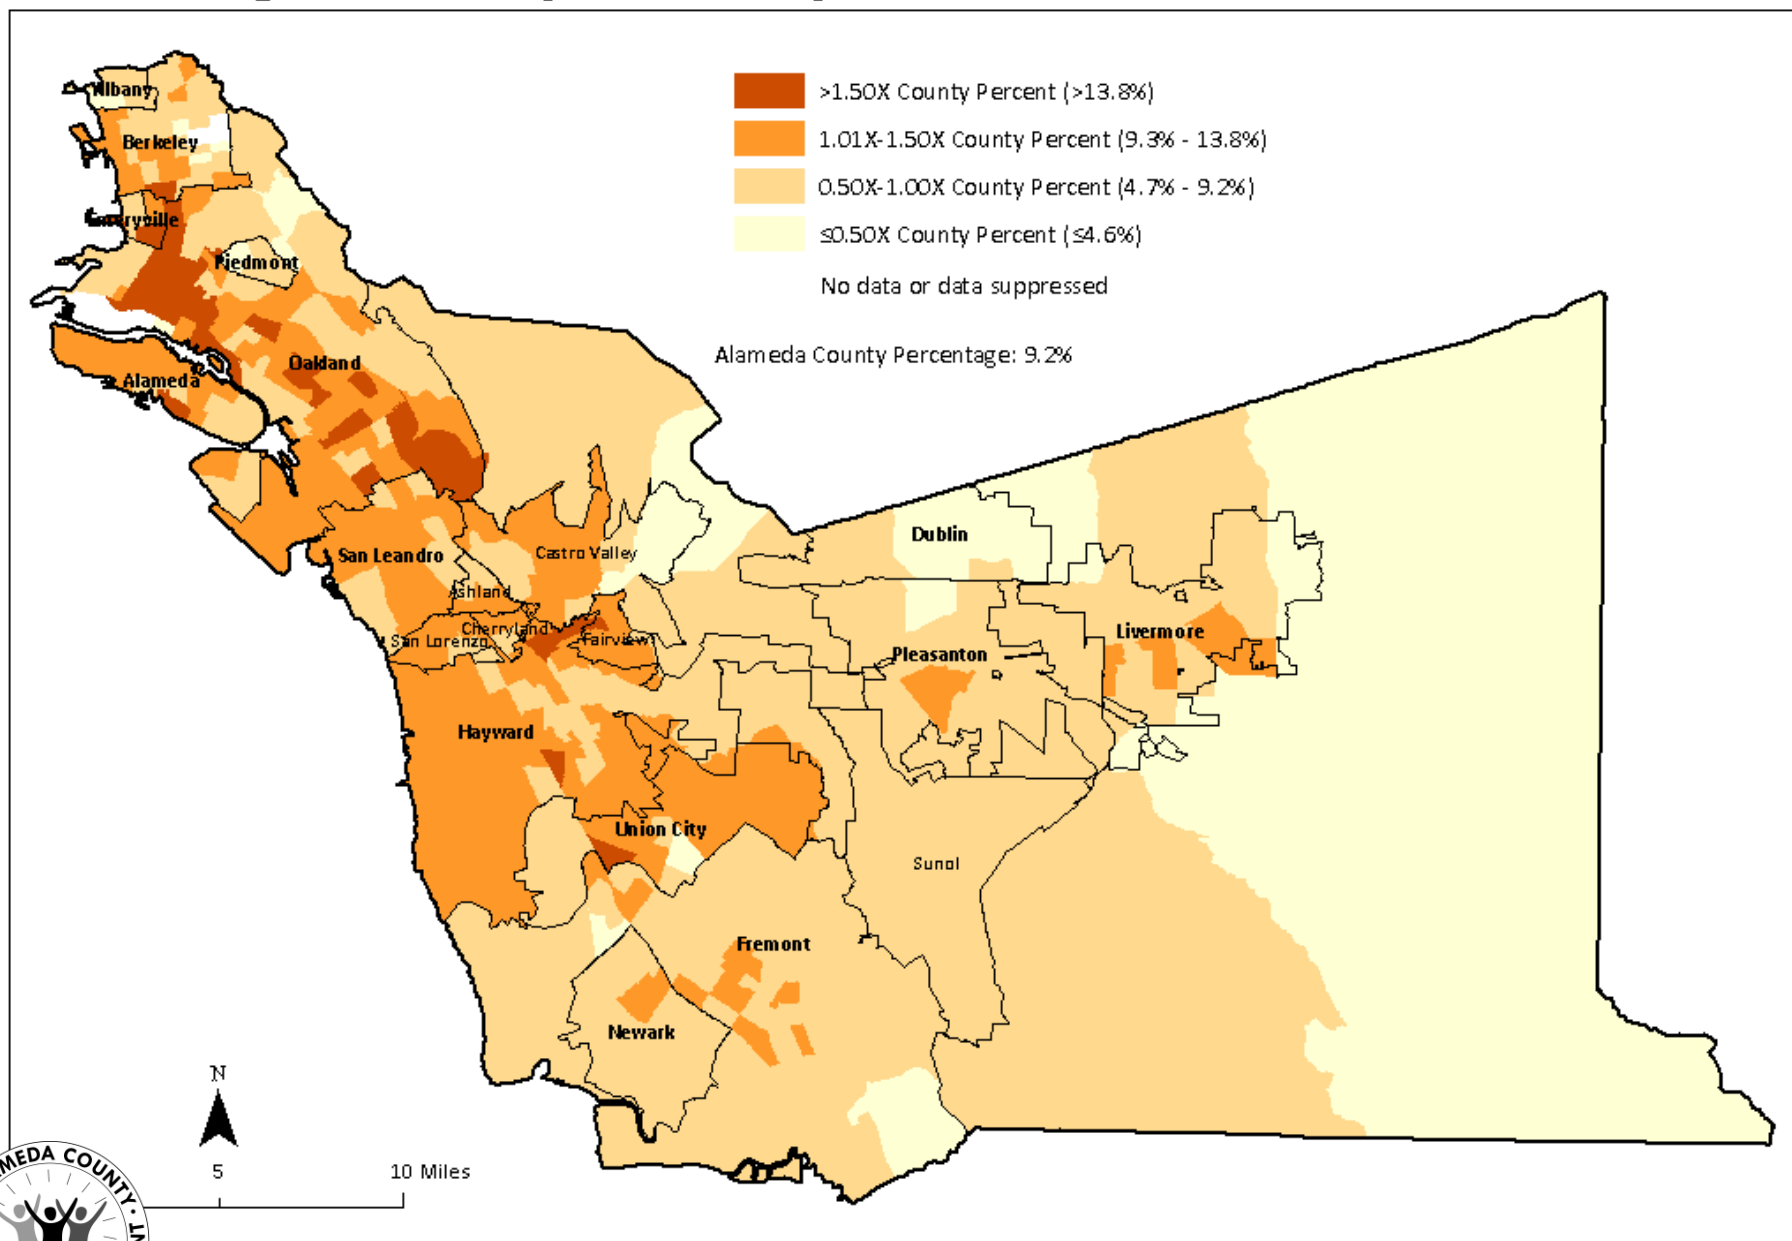 >1.50X County Percent (>13.8%)
1.01X-1.50X County Percent (9.3% - 13.8%)
0.50X-1.00X County Percent (4.7% - 9.2%)
≤0.50X County Percent (≤4.6%)
No data or data suppressed
Alameda County Percentage: 9.2%
Albany
Berkeley
Emeryville
Piedmont
Oakland
Alameda
San Leandro
Castro Valley
Dublin
Ashland
Cherryland
San Lorenzo
Fairview
Livermore
Pleasanton
Hayward
Union City
Sunol
Fremont
Newark
N
5
10 Miles
MEDA COUNTY